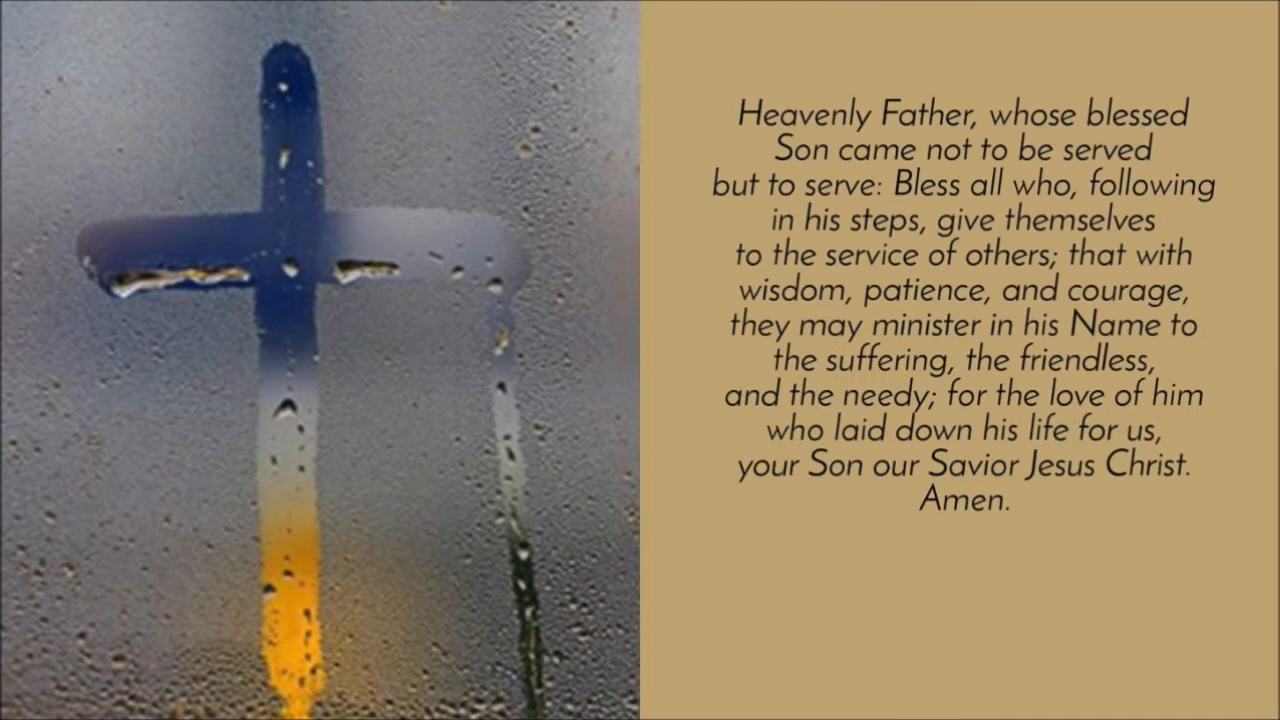 Heavenly Father, whose blessed
Son came not to be served
but to serve: Bless all who, following
in his steps, give themselves
to the service of others; that with
wisdom, patience, and courage,
they may minister in his Name to
the suffering, the friendless,
and the needy; for the love of him
who laid down his life for us,
your Son our Savior Jesus Christ.
Amen.